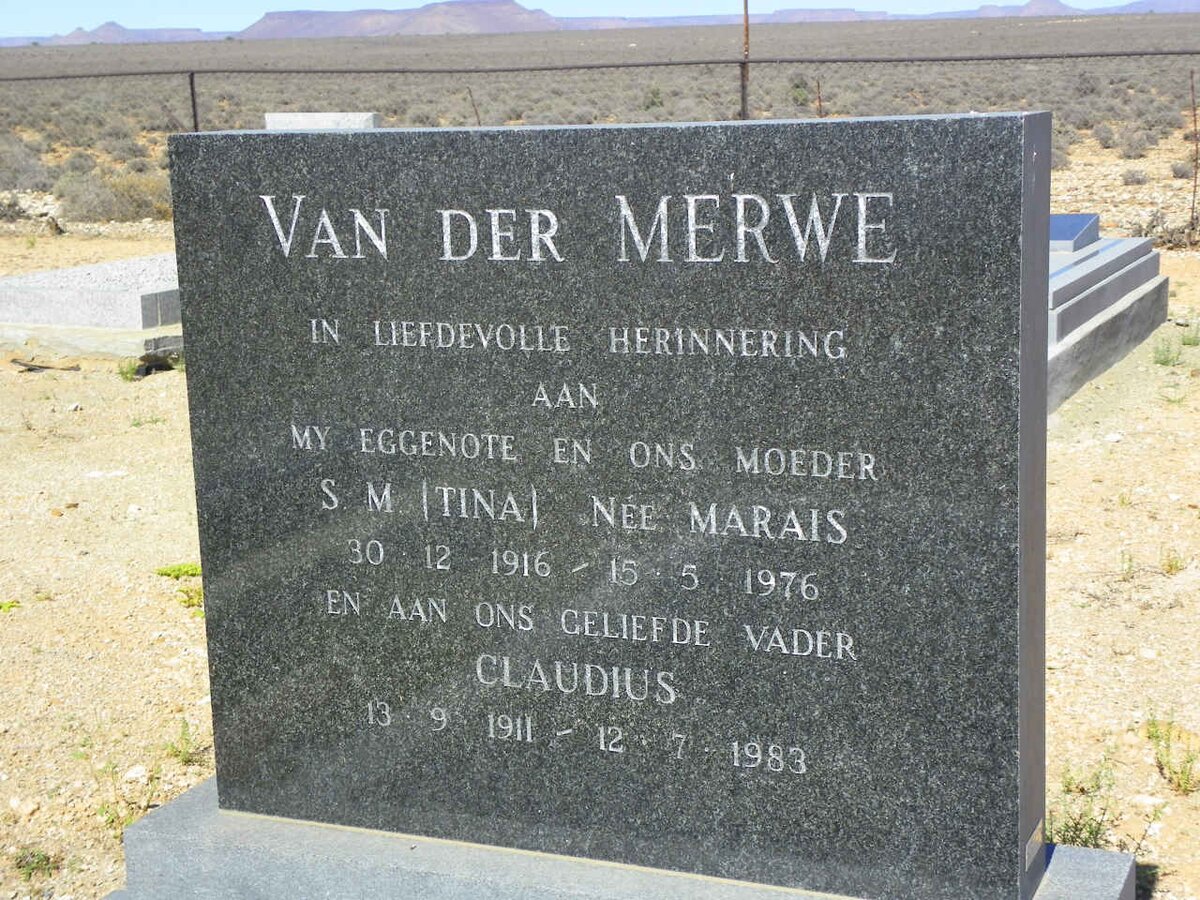 VAN DER MERWE
IN LIEFDEVOLLE HERINNERING
AAN
MY EGGENOTE EN ONS MOEDER
S M (TINA) NÉE MARAIS
30 · 12 · 1916 – 15 · 5 · 1976
EN AAN ONS GELIEFDE VADER
CLAUDIUS
13 · 9 · 1911 – 12 · 7 · 1983